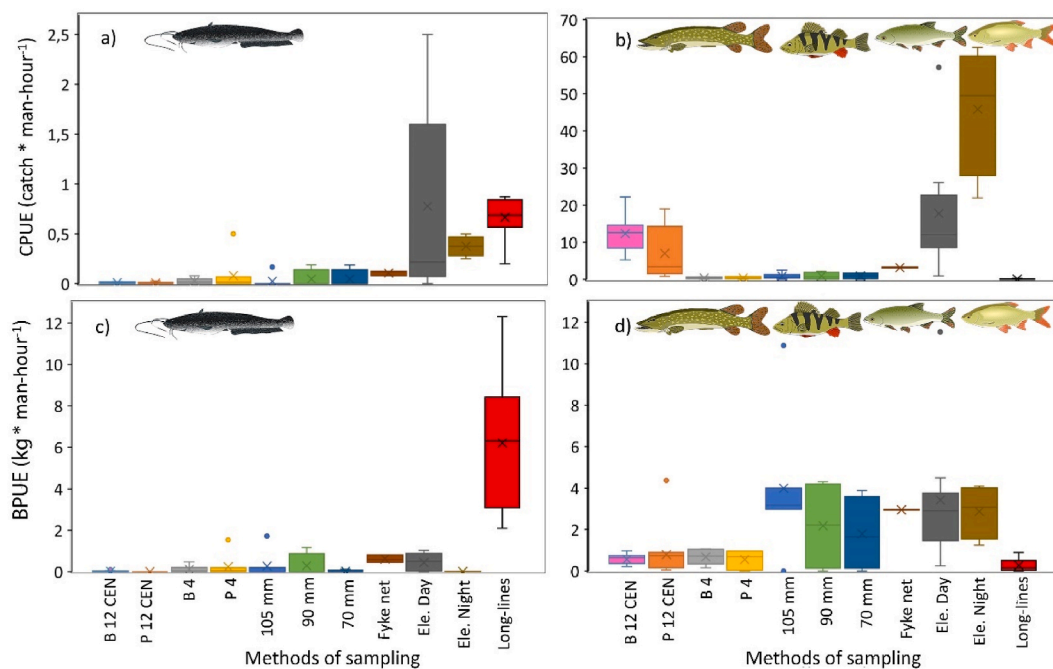 a)
b)
c)
d)
CPUE (catch * man-hour⁻¹)
2,5
2
1,5
1
0,5
0
70
60
50
40
30
20
10
0
BPUE (kg * man-hour⁻¹)
12
10
8
6
4
2
0
12
10
8
6
4
2
0
B 12 CEN
P 12 CEN
B 4
P 4
105 mm
90 mm
70 mm
Fyke net
Ele. Day
Ele. Night
Long-lines
B 12 CEN
P 12 CEN
B 4
P 4
105 mm
90 mm
70 mm
Fyke net
Ele. Day
Ele. Night
Long-lines
Methods of sampling
Methods of sampling